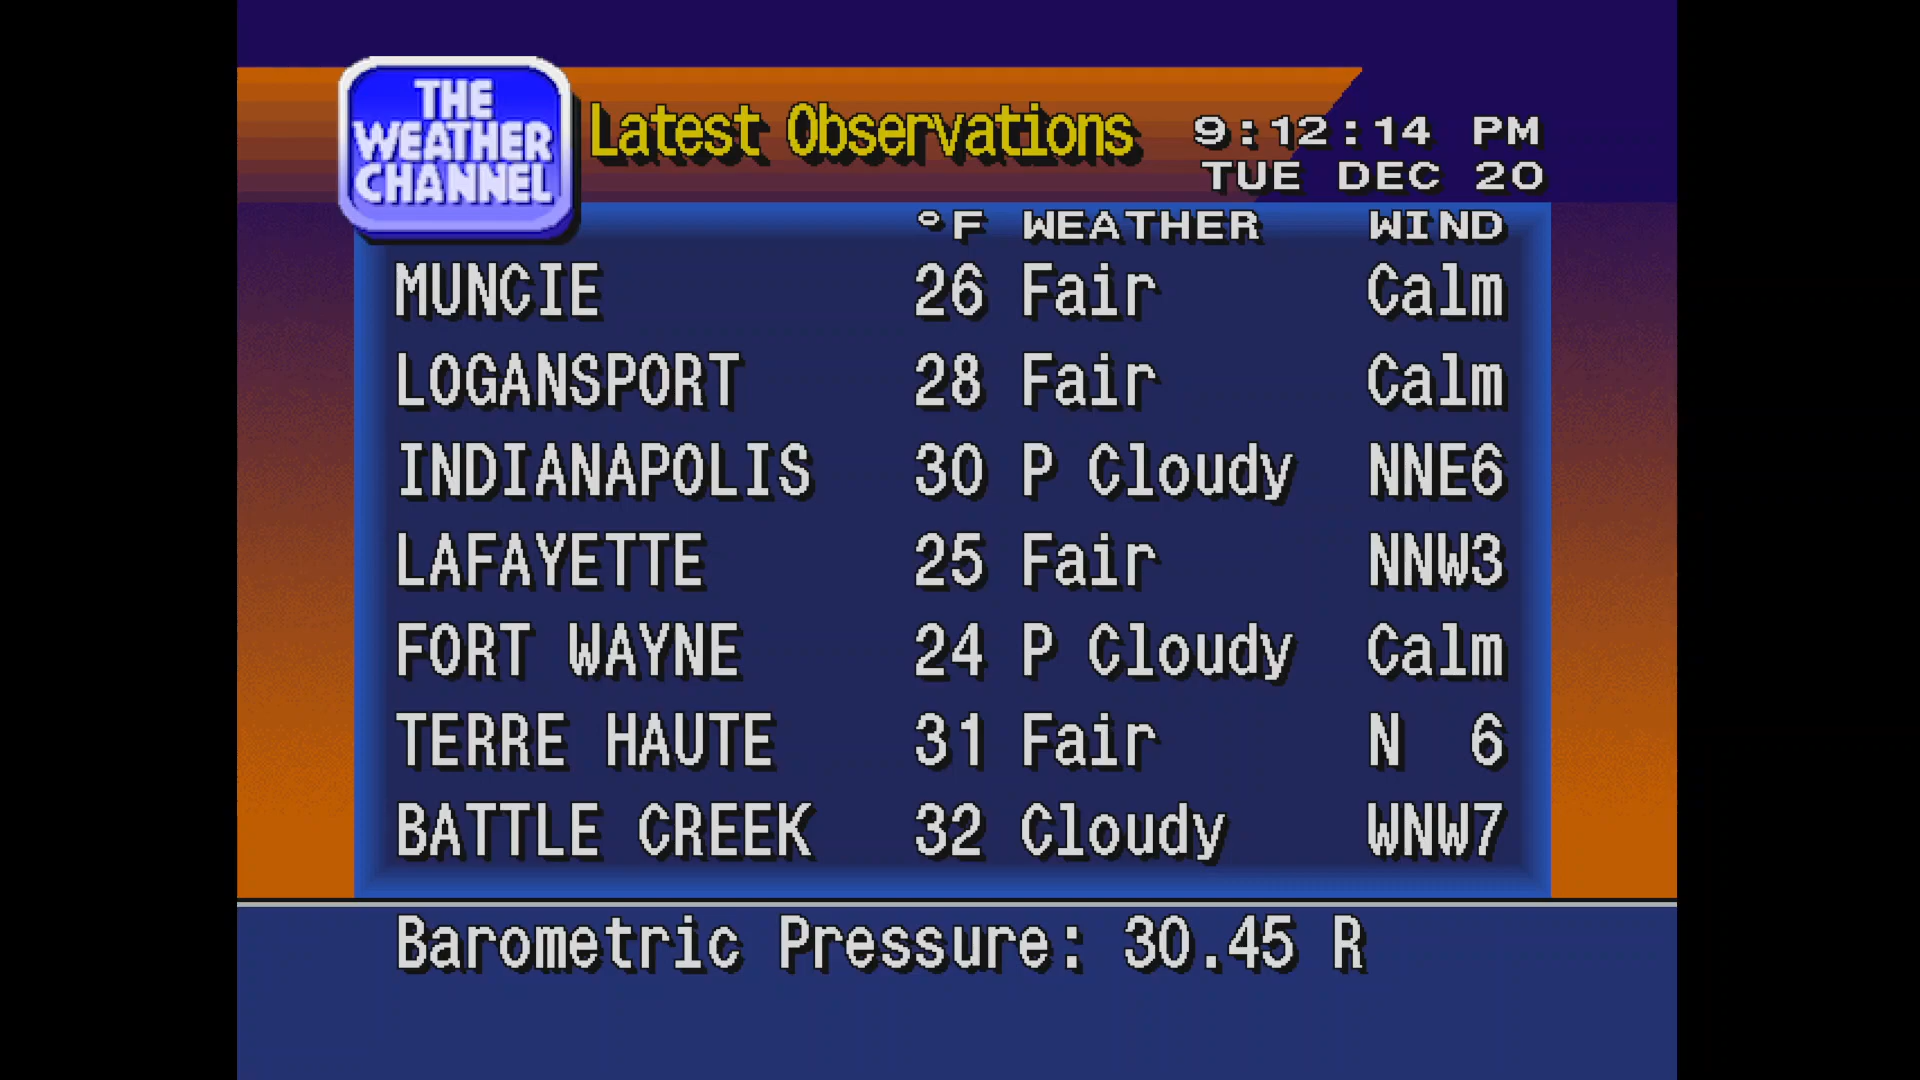 THE
WEATHER
CHANNEL
Latest Observations
9:12:14 PM
TUE DEC 20
°F WEATHER WIND
MUNCIE 26 Fair Calm
LOGANSPORT 28 Fair Calm
INDIANAPOLIS 30 P Cloudy NNE6
LAFAYETTE 25 Fair NNW3
FORT WAYNE 24 P Cloudy Calm
TERRE HAUTE 31 Fair N 6
BATTLE CREEK 32 Cloudy WNW7
Barometric Pressure: 30.45 R